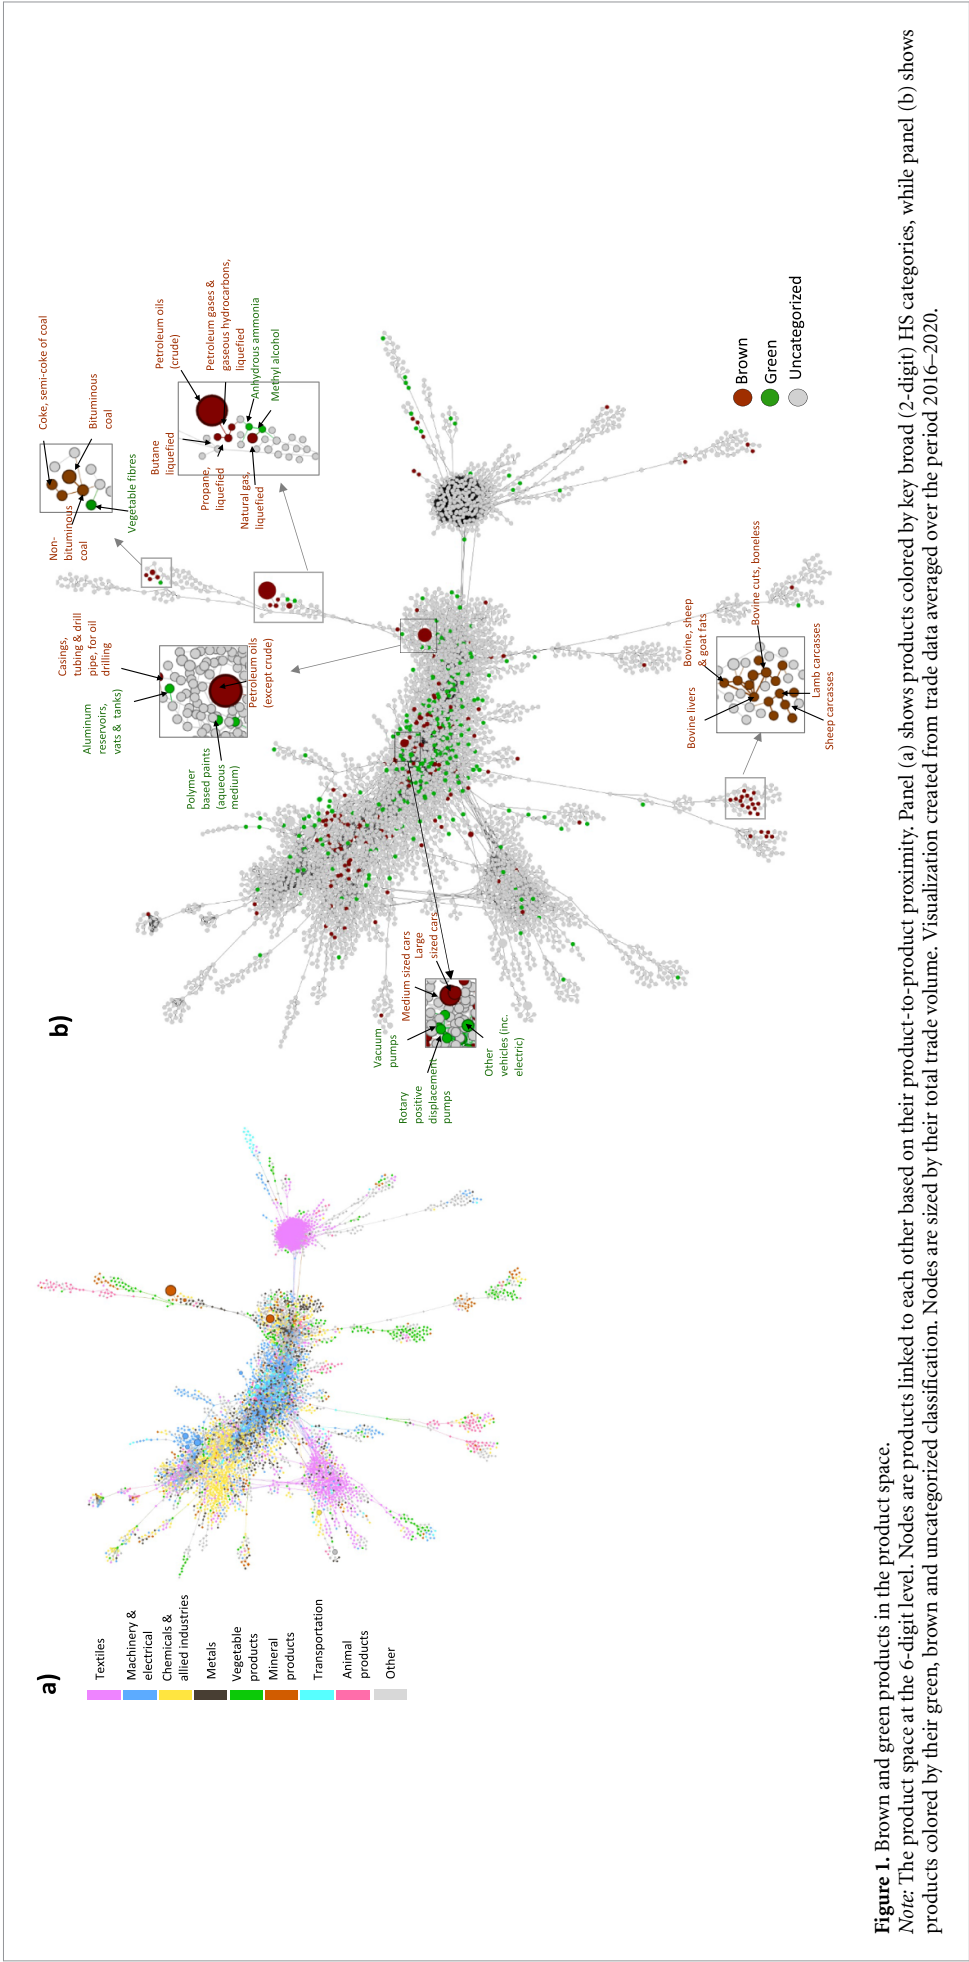 a)
Textiles
Machinery &
electrical
Chemicals &
allied industries
Metals
Vegetable
products
Mineral
products
Transportation
Animal
products
Other
b)
Coke, semi-coke of coal
Bituminous
coal
Non-
bituminous
coal
Vegetable fibres
Petroleum oils
(crude)
Petroleum gases &
gaseous hydrocarbons,
liquefied
Butane
liquefied
Propane,
liquefied
Natural gas,
liquefied
Anhydrous ammonia
Methyl alcohol
Casings,
tubing & drill
pipe, for oil
drilling
Aluminum
reservoirs,
vats & tanks)
Petroleum oils
(except crude)
Polymer
based paints
(aqueous
medium)
Medium sized cars
Large
sized cars
Vacuum
pumps
Rotary
positive
displacement
pumps
Other
vehicles (inc.
electric)
Bovine, sheep
& goat fats
Bovine cuts, boneless
Bovine livers
Lamb carcasses
Sheep carcasses
Brown
Green
Uncategorized
Figure 1. Brown and green products in the product space.
Note: The product space at the 6-digit level. Nodes are products linked to each other based on their product-to-product proximity. Panel (a) shows products colored by key broad (2-digit) HS categories, while panel (b) shows
products colored by their green, brown and uncategorized classification. Nodes are sized by their total trade volume. Visualization created from trade data averaged over the period 2016–2020.